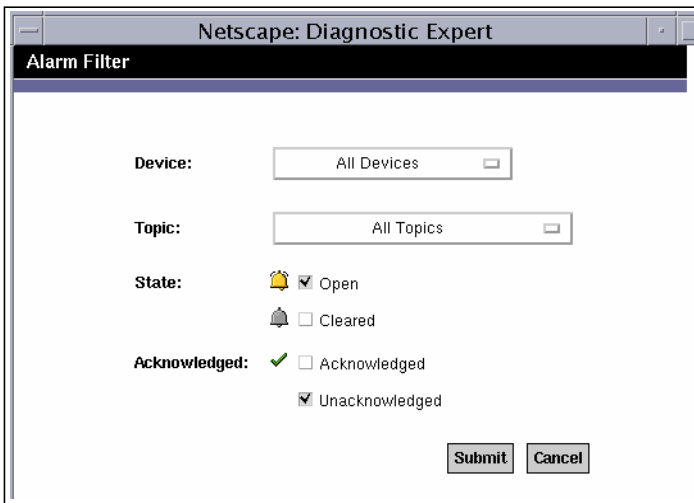 Netscape: Diagnostic Expert
Alarm Filter
Device: All Devices
Topic: All Topics
State: Open
Cleared
Acknowledged: Acknowledged
Unacknowledged
Submit Cancel